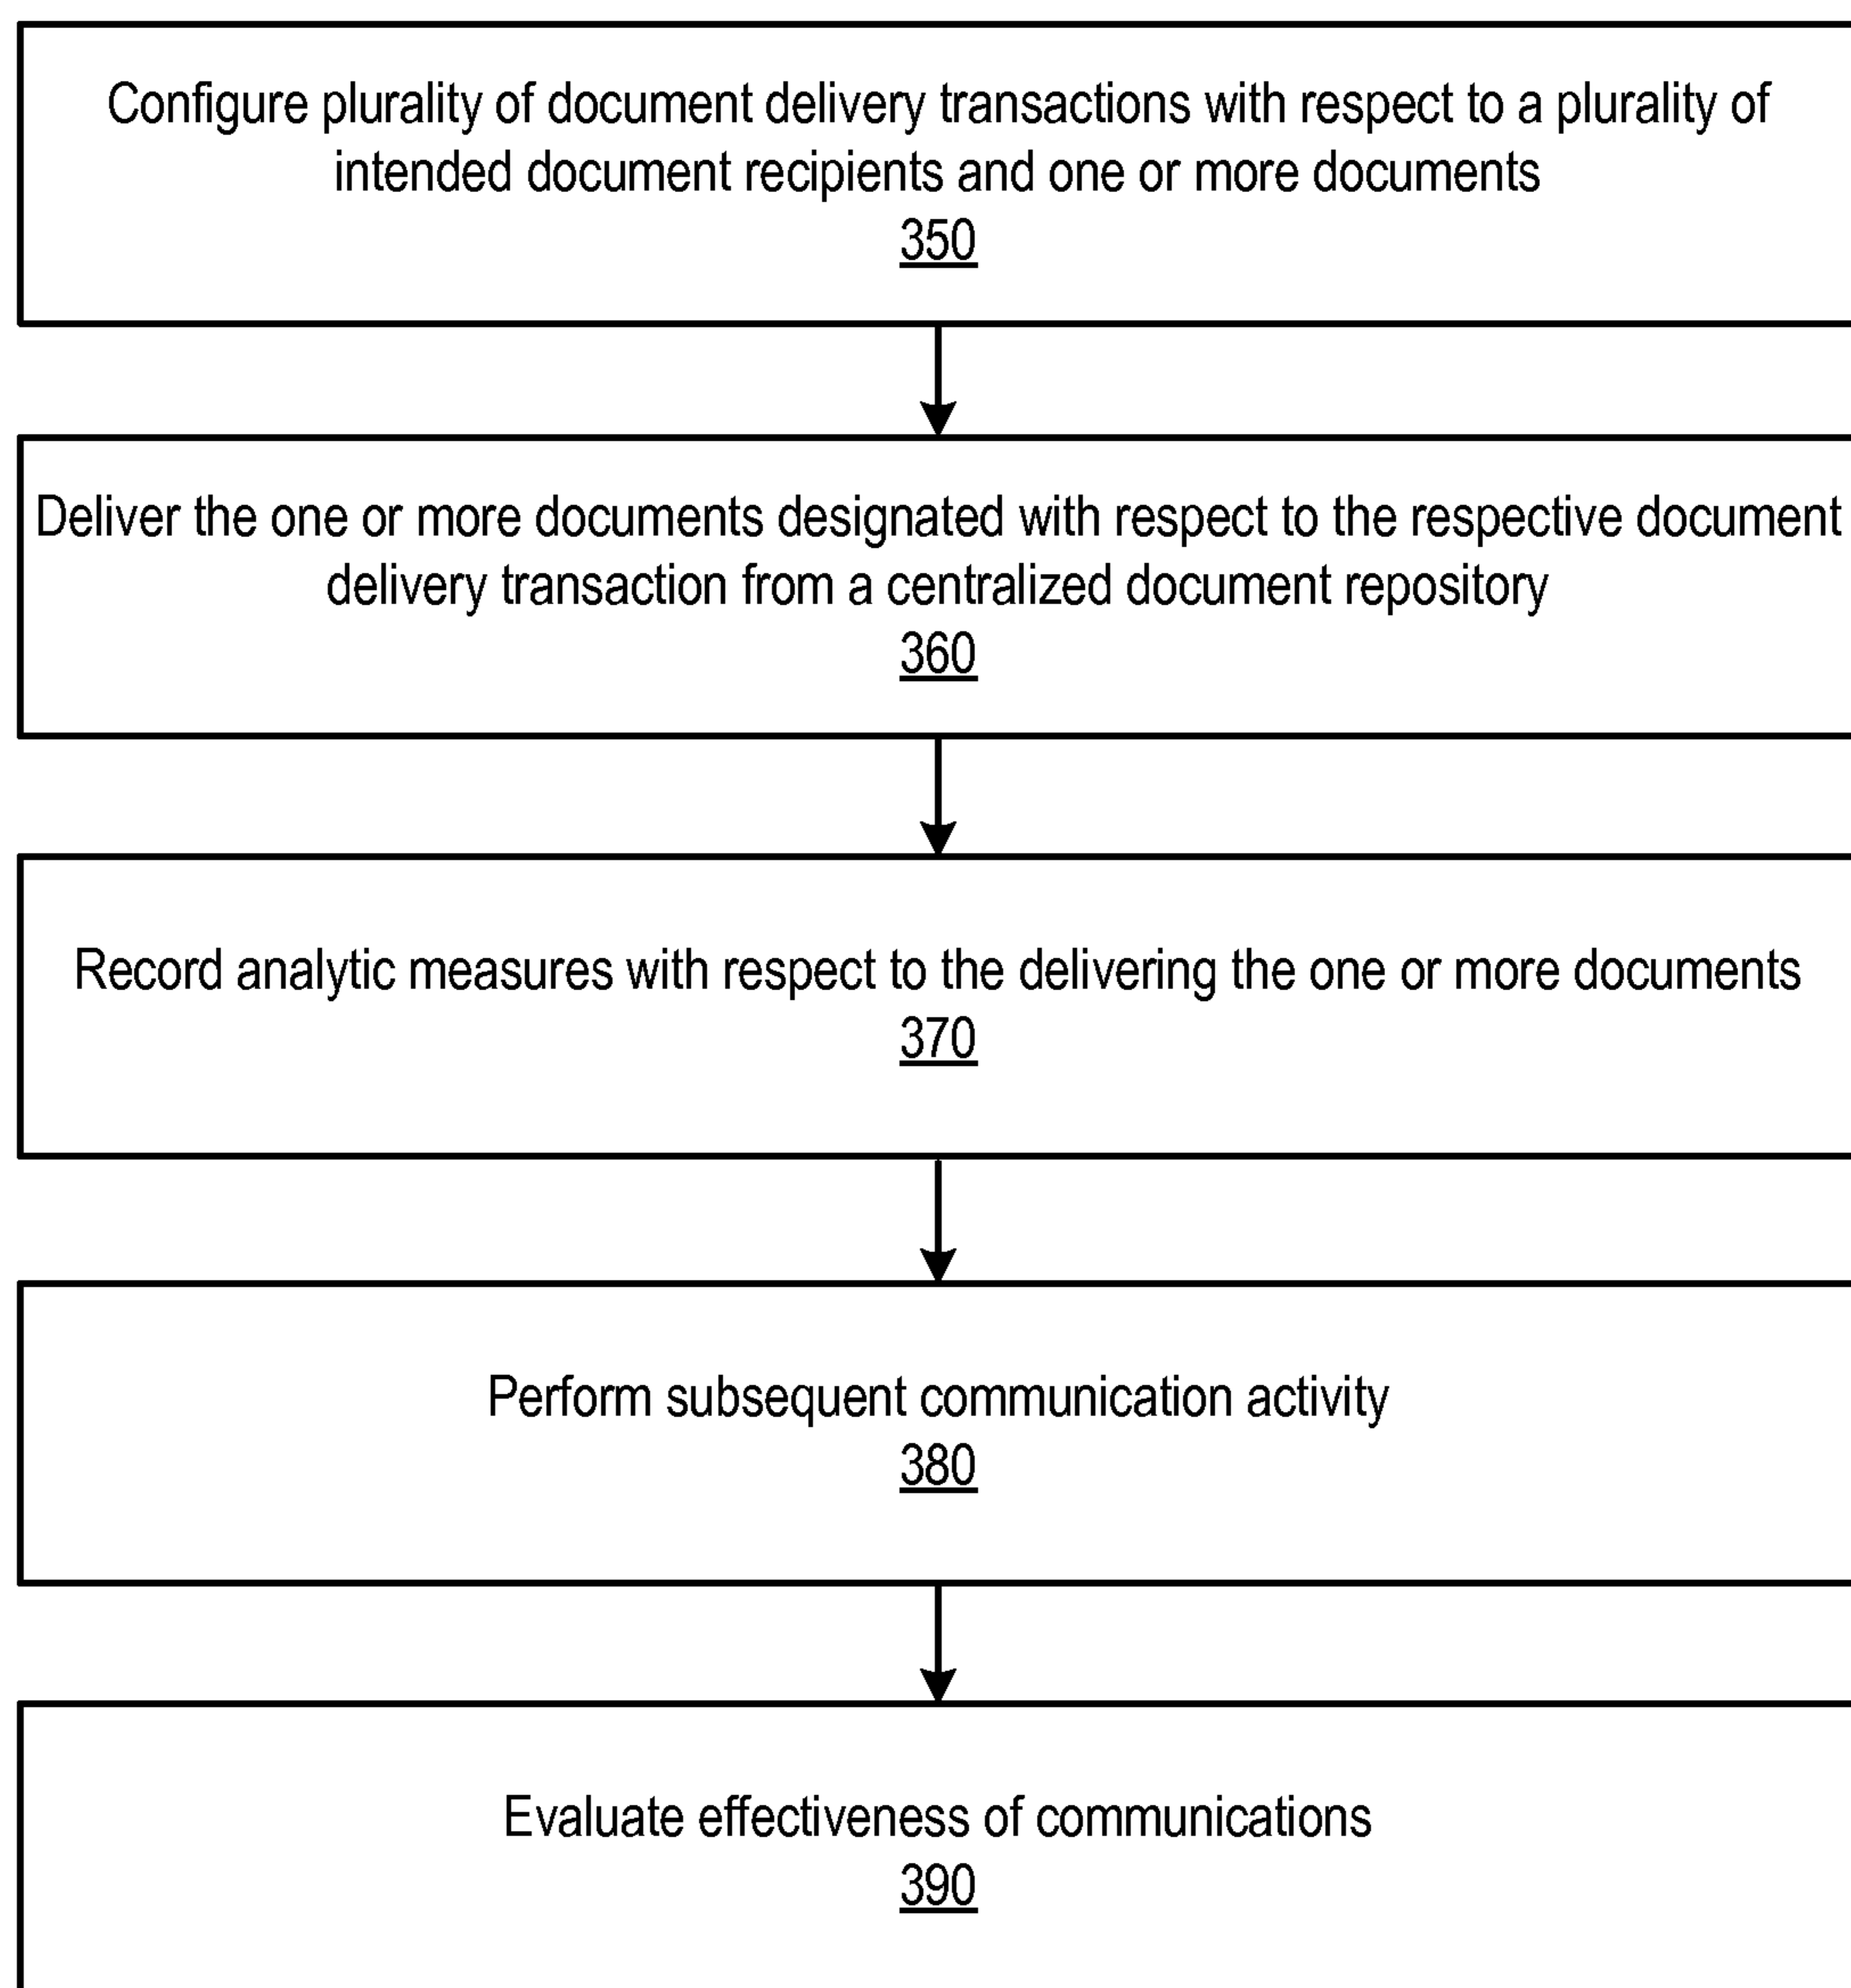 Configure plurality of document delivery transactions with respect to a plurality of
intended document recipients and one or more documents
350
Deliver the one or more documents designated with respect to the respective document
delivery transaction from a centralized document repository
360
Record analytic measures with respect to the delivering the one or more documents
370
Perform subsequent communication activity
380
Evaluate effectiveness of communications
390